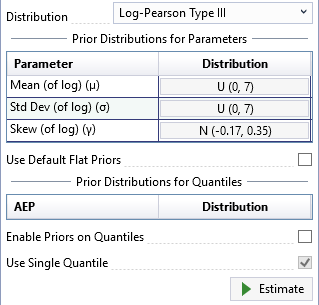 Distribution Log-Pearson Type III
Prior Distributions for Parameters
Parameter Distribution
Mean (of log) (µ) U (0, 7)
Std Dev (of log) (σ) U (0, 7)
Skew (of log) (γ) N (-0.17, 0.35)
Use Default Flat Priors
Prior Distributions for Quantiles
AEP Distribution
Enable Priors on Quantiles
Use Single Quantile
Estimate